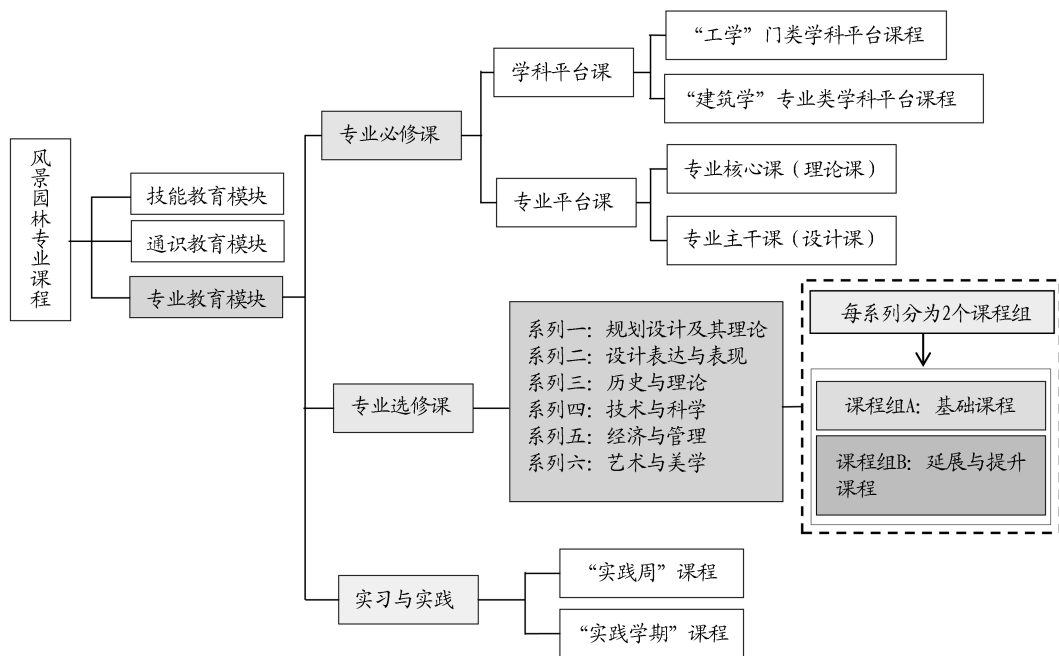 风景园林专业课程
技能教育模块
通识教育模块
专业教育模块
专业必修课
学科平台课
“工学”门类学科平台课程
“建筑学”专业类学科平台课程
专业平台课
专业核心课（理论课）
专业主干课（设计课）
专业选修课
系列一：规划设计及其理论
系列二：设计表达与表现
系列三：历史与理论
系列四：技术与科学
系列五：经济与管理
系列六：艺术与美学
每系列分为2个课程组
课程组A：基础课程
课程组B：延展与提升
课程
实习与实践
“实践周”课程
“实践学期”课程